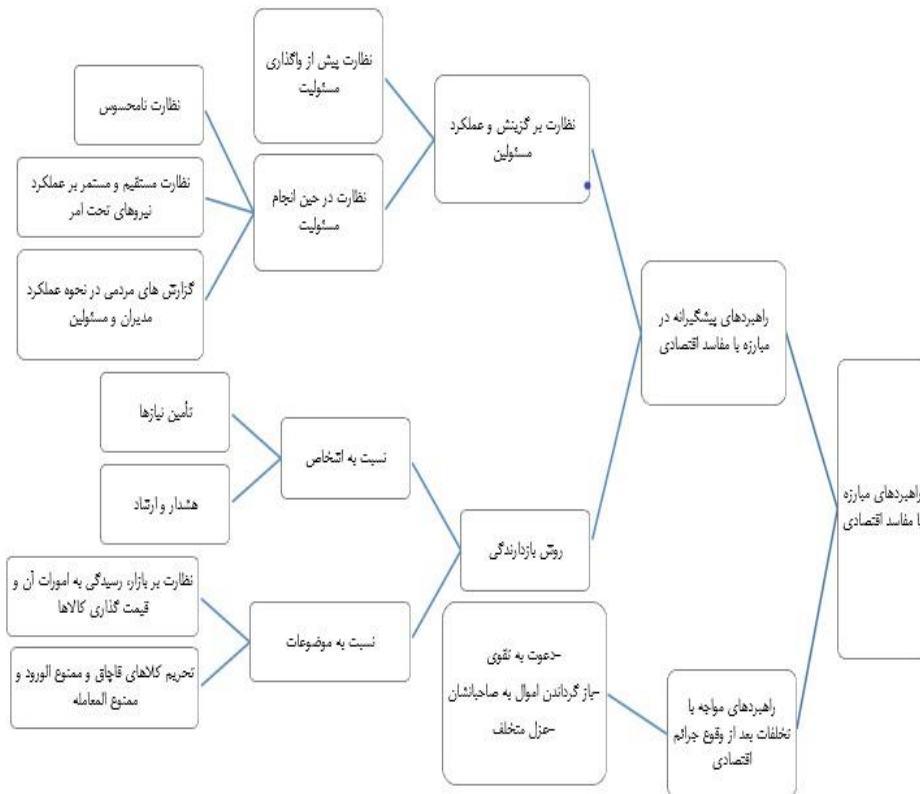 راهبردهای مبارزه
با مفاسد اقتصادی
راهبردهای پیشگیرانه در
مبارزه با مفاسد اقتصادی
نظارت بر گزینش و عملکرد
مسئولین
نظارت پیش از واگذاری
مسئولیت
نظارت در حین انجام
مسئولیت
نظارت نامحسوس
نظارت مستقیم و مستمر بر عملکرد
نیروهای تحت امر
گزارش های مردمی در نحوه عملکرد
مدیران و مسئولین
روش بازدارندگی
نسبت به اشخاص
تأمین نیازها
هشدار و ارشاد
نسبت به موضوعات
نظارت بر بازار، رسیدگی به امورات آن و
قیمت گذاری کالاها
تحریم کلاهای قاچاق و ممنوع الورود و
ممنوع المعامله
راهبردهای مواجه با
تخلفات بعد از وقوع جرائم
اقتصادی
-دعوت به تقوی
-باز گرداندن اموال به صاحبانشان
-عزل متخلف